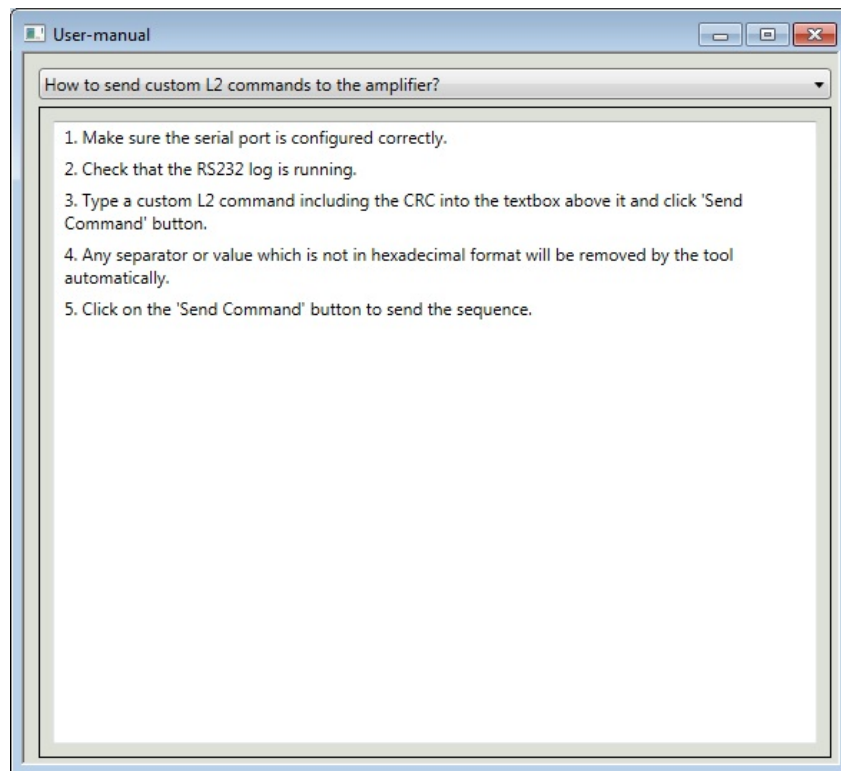 User-manual
How to send custom L2 commands to the amplifier?
1. Make sure the serial port is configured correctly.
2. Check that the RS232 log is running.
3. Type a custom L2 command including the CRC into the textbox above it and click 'Send
Command' button.
4. Any separator or value which is not in hexadecimal format will be removed by the tool
automatically.
5. Click on the 'Send Command' button to send the sequence.